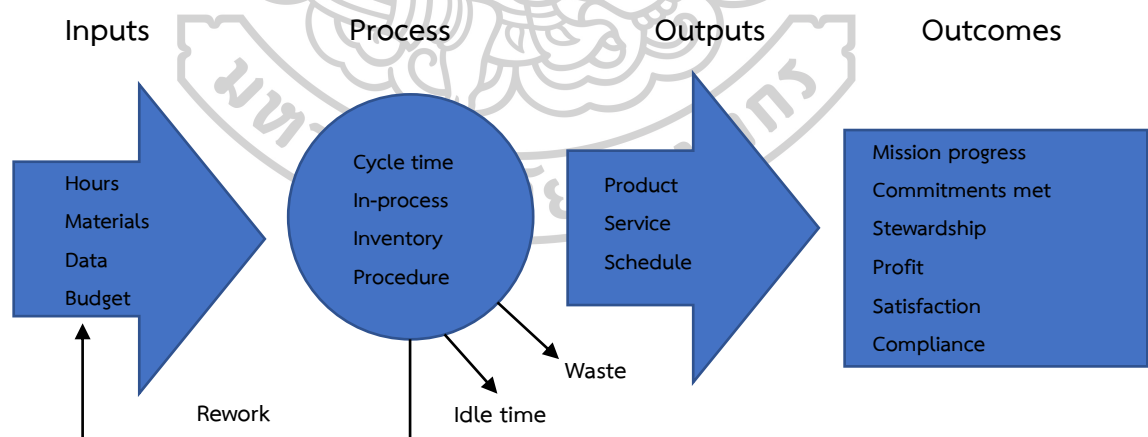 Inputs
Process
Outputs
Outcomes
Hours
Materials
Data
Budget
Cycle time
In-process
Inventory
Procedure
Product
Service
Schedule
Mission progress
Commitments met
Stewardship
Profit
Satisfaction
Compliance
Waste
Idle time
Rework